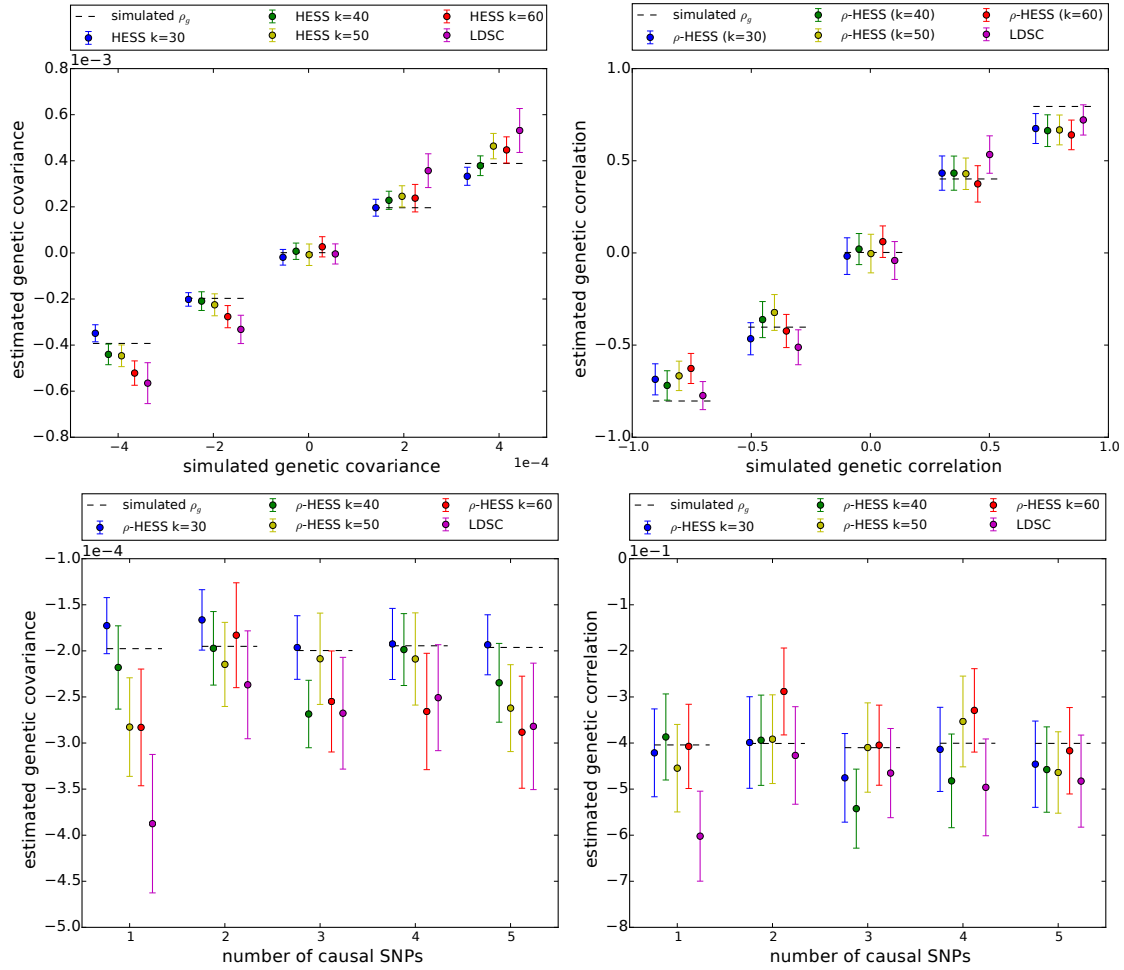 simulated ρg HESS k=40 HESS k=60
HESS k=30 HESS k=50 LDSC
1e−3
0.8
0.6
0.4
0.2
0.0
−0.2
−0.4
−0.6
−0.8
estimated genetic covariance
−4 −2 0 2 4
1e−4
simulated genetic covariance
simulated ρg ρ-HESS (k=40) ρ-HESS (k=60)
ρ-HESS (k=30) ρ-HESS (k=50) LDSC
1.0
0.5
0.0
−0.5
−1.0
estimated genetic correlation
−1.0 −0.5 0.0 0.5 1.0
simulated genetic correlation
simulated ρg ρ-HESS k=40 ρ-HESS k=60
ρ-HESS k=30 ρ-HESS k=50 LDSC
1e−4
−1.0
−1.5
−2.0
−2.5
−3.0
−3.5
−4.0
−4.5
−5.0
estimated genetic covariance
1 2 3 4 5
number of causal SNPs
simulated ρg ρ-HESS k=40 ρ-HESS k=60
ρ-HESS k=30 ρ-HESS k=50 LDSC
1e−1
0
−1
−2
−3
−4
−5
−6
−7
−8
estimated genetic correlation
1 2 3 4 5
number of causal SNPs